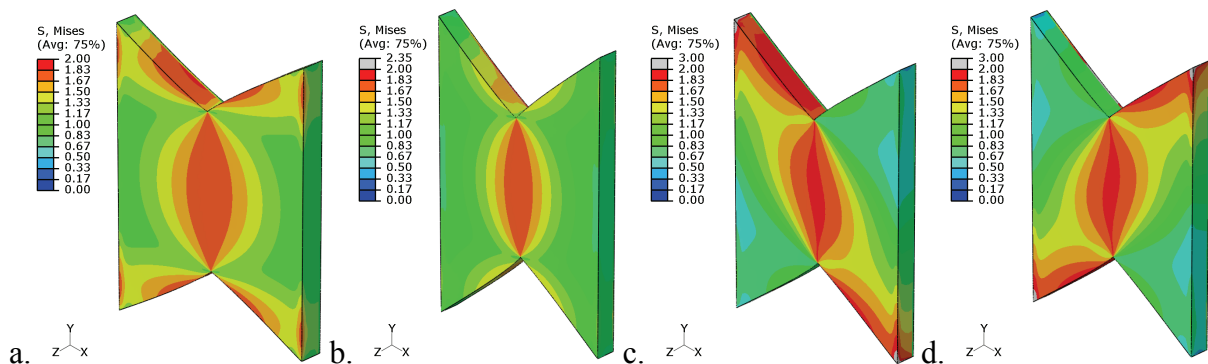 S, Mises
(Avg: 75%)
2.00
1.83
1.67
1.50
1.33
1.17
1.00
0.83
0.67
0.50
0.33
0.17
0.00
Y
Z X
a.
S, Mises
(Avg: 75%)
2.35
2.00
1.83
1.67
1.50
1.33
1.17
1.00
0.83
0.67
0.50
0.33
0.17
0.00
Y
Z X
b.
S, Mises
(Avg: 75%)
3.00
2.00
1.83
1.67
1.50
1.33
1.17
1.00
0.83
0.67
0.50
0.33
0.17
0.00
Y
Z X
c.
S, Mises
(Avg: 75%)
3.00
2.00
1.83
1.67
1.50
1.33
1.17
1.00
0.83
0.67
0.50
0.33
0.17
0.00
Y
Z X
d.